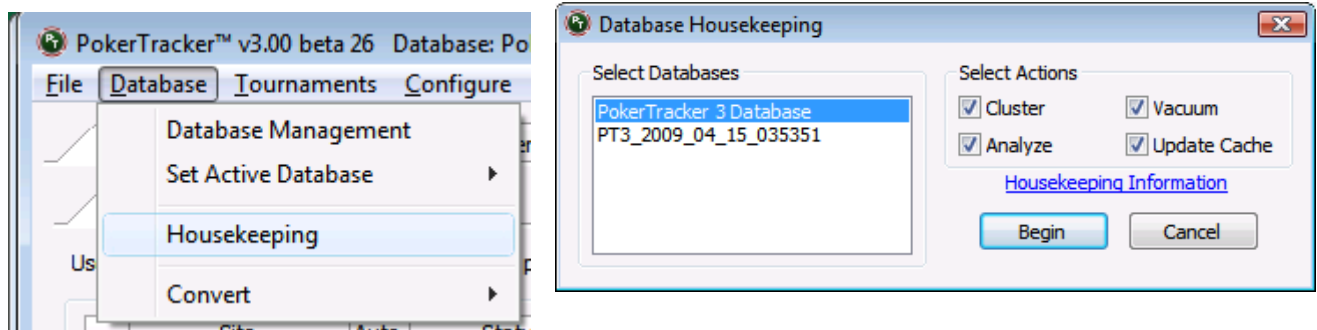 PokerTracker™ v3.00 beta 26 Database: Po
File Database Tournaments Configure
Database Management
Set Active Database
Housekeeping
Us
Convert
Site Auto Stat
Database Housekeeping
Select Databases
PokerTracker 3 Database
PT3_2009_04_15_035351
Select Actions
Cluster Vacuum
Analyze Update Cache
Housekeeping Information
Begin Cancel